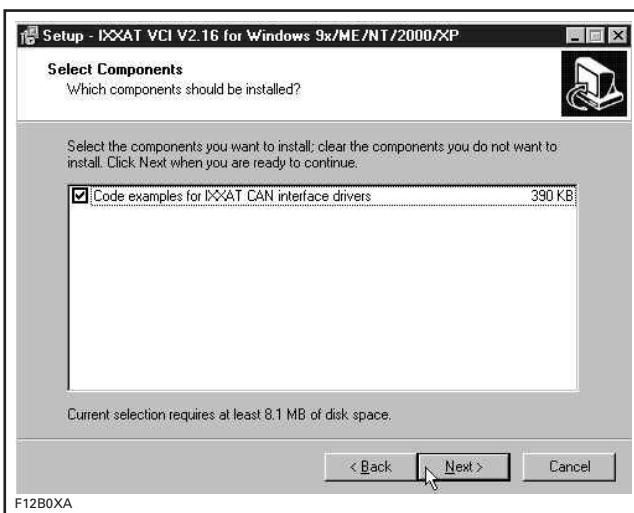 Setup - IXXAT VCI V2.16 for Windows 9x/ME/NT/2000/XP
Select Components
Which components should be installed?
Select the components you want to install; clear the components you do not want to
install. Click Next when you are ready to continue.
Code examples for IXXAT CAN interface drivers 390 KB
Current selection requires at least 8.1 MB of disk space.
< Back Next > Cancel
F12B0XA